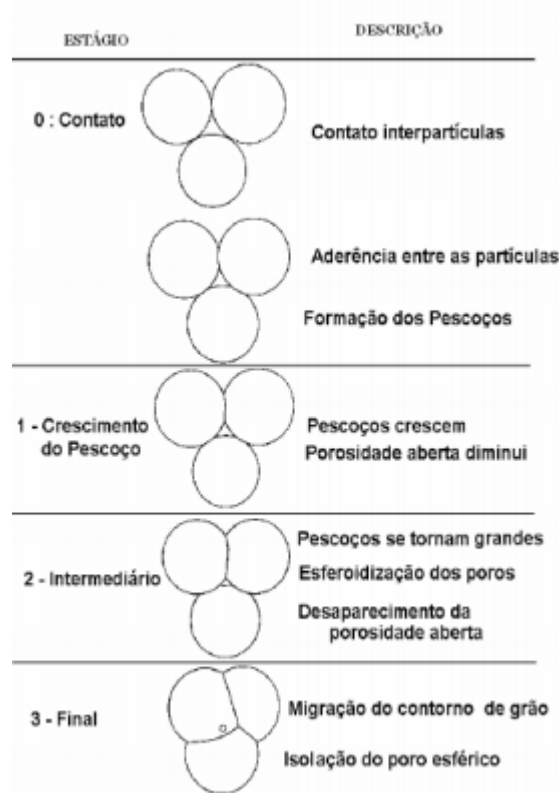 ESTÁGIO
DESCRIÇÃO
0 : Contato
Contato interpartículas
Aderência entre as partículas
Formação dos Pescoços
1 - Crescimento
do Pescoço
Pescoços crescem
Porosidade aberta diminui
2 - Intermediário
Pescoços se tornam grandes
Esferoidização dos poros
Desaparecimento da
porosidade aberta
3 - Final
Migração do contorno de grão
Isolação do poro esférico